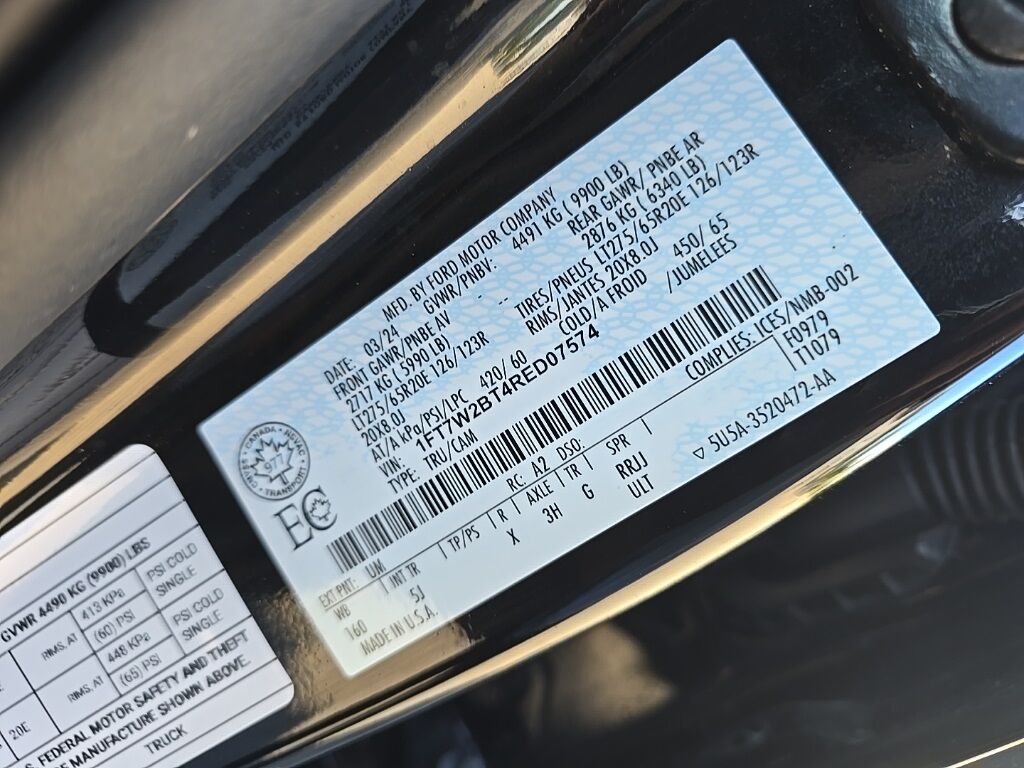 MFD. BY FORD MOTOR COMPANY
DATE: 03/24 GVWR/PNBV: 4491 KG ( 9900 LB)
FRONT GAWR/PNBE AV REAR GAWR/ PNBE AR
2717 KG ( 5990 LB) 2876 KG ( 6340 LB)
LT275/65R20E 126/123R TIRES/PNEUS LT275/65R20E 126/123R
20X8.0J RIMS/JANTES 20X8.0J
AT/A kPa/PSI/LPC 420/ 60 COLD/A FROID 450/ 65
VIN: 1FT7W2BT4RED07574 /JUMELEES
TYPE: TRU/CAM
CANADA
977
TRANSPORT
EC
COMPLIES: ICES/NMB-002
EXT PNT: UM RC: A2 DSO: F0979
WB INT TR TP/PS R AXLE TR SPR T1079
160 5J X 3H G RRJJ
ULT
MADE IN U.S.A. 5U5A-3520472-AA
GVWR 4490 KG (9900) LBS
RIMS, AT 413 KPa PSI COLD
(60) PSI SINGLE
RIMS, AT 448 KPa PSI COLD
20E (65) PSI SINGLE
FEDERAL MOTOR SAFETY AND THEFT
MANUFACTURE SHOWN ABOVE.
TRUCK